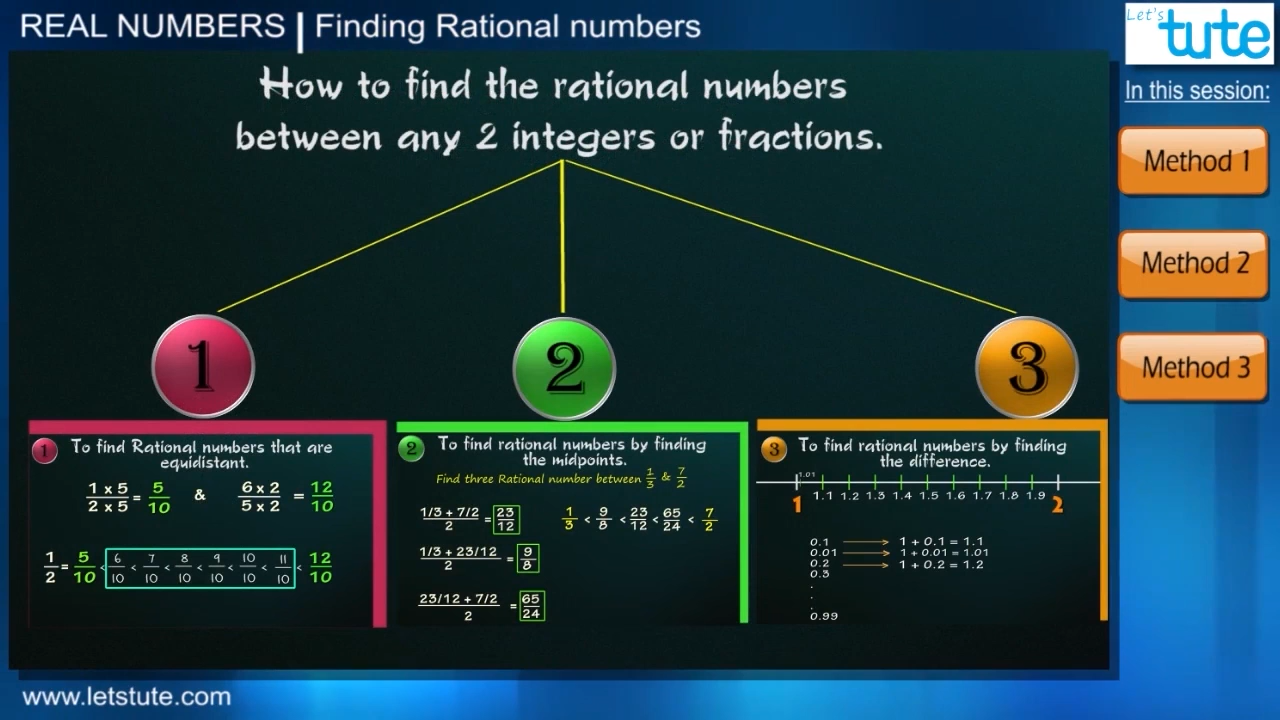 REAL NUMBERS | Finding Rational numbers
Let's
tute
In this session:
Method 1
Method 2
Method 3
How to find the rational numbers
between any 2 integers or fractions.
1
2
3
1 To find Rational numbers that are
equidistant.
1 x 5 / 2 x 5 = 5/10 & 6 x 2 / 5 x 2 = 12/10
1/2 = 5/10 < 6/10 < 7/10 < 8/10 < 9/10 < 10/10 < 11/10 < 12/10
2 To find rational numbers by finding
the midpoints.
Find three Rational number between 1/3 & 7/2
1/3 + 7/2 / 2 = 23/12
1/3 < 9/8 < 23/12 < 65/24 < 7/2
1/3 + 23/12 / 2 = 9/8
23/12 + 7/2 / 2 = 65/24
3 To find rational numbers by finding
the difference.
1.01
1.1 1.2 1.3 1.4 1.5 1.6 1.7 1.8 1.9
1 2
0.1 1 + 0.1 = 1.1
0.01 1 + 0.01 = 1.01
0.2 1 + 0.2 = 1.2
0.3
.
.
.
0.99
www.letstute.com